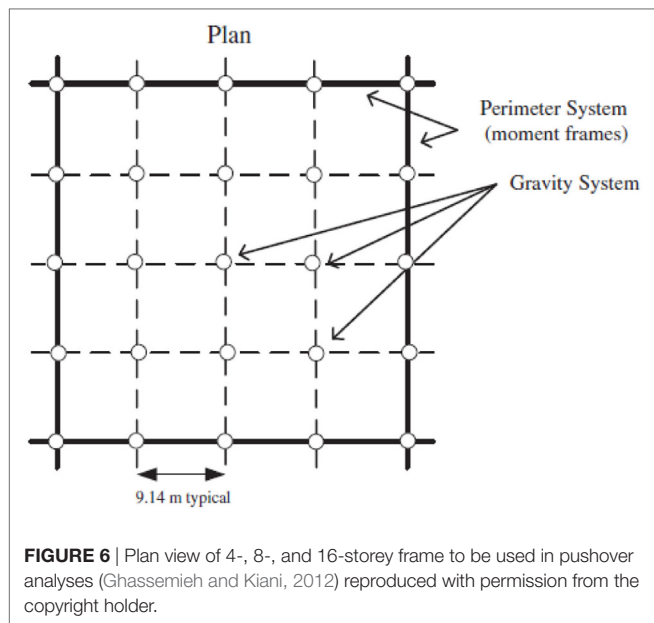 Plan
Perimeter System
(moment frames)
Gravity System
9.14 m typical
FIGURE 6 | Plan view of 4-, 8-, and 16-storey frame to be used in pushover
analyses (Ghassemieh and Kiani, 2012) reproduced with permission from the
copyright holder.